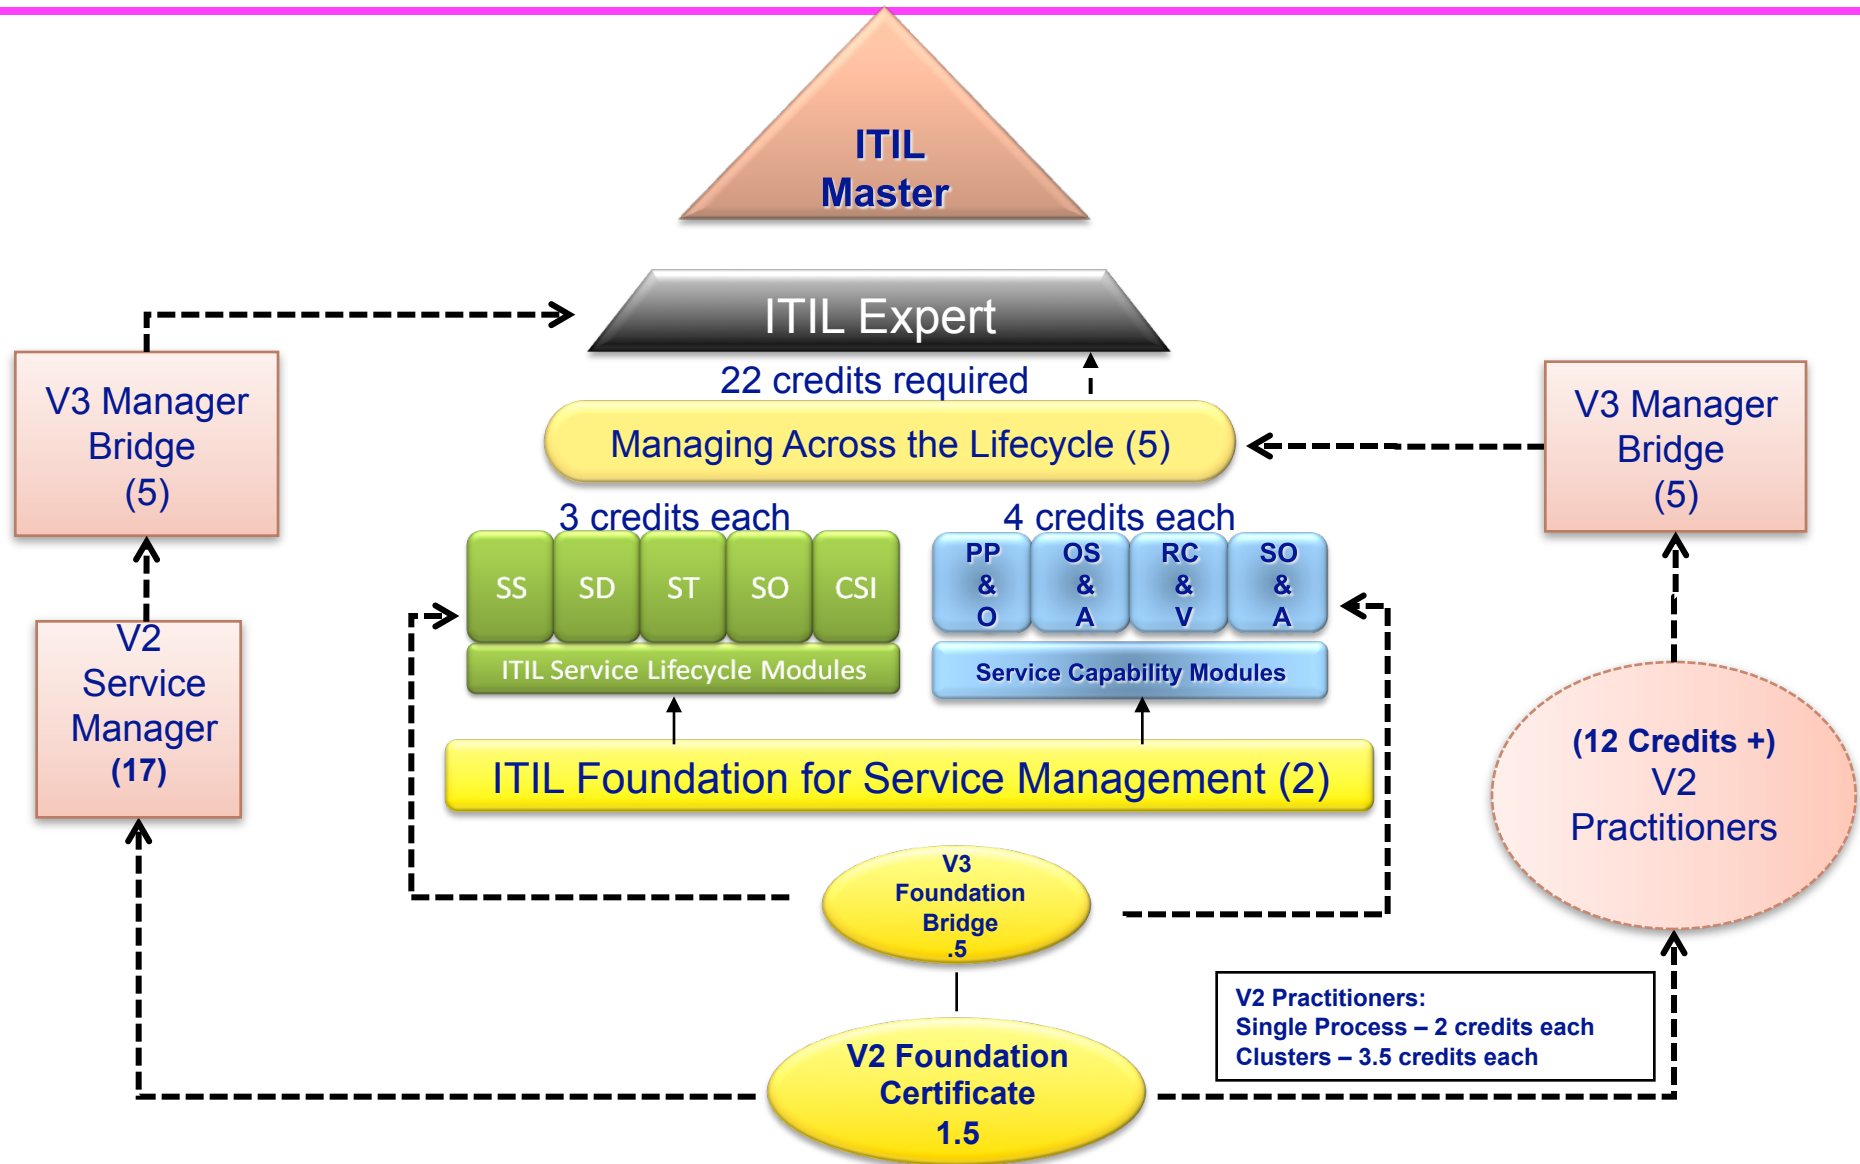 ITIL
Master
ITIL Expert
22 credits required
Managing Across the Lifecycle (5)
V3 Manager
Bridge
(5)
V3 Manager
Bridge
(5)
3 credits each
4 credits each
SS
SD
ST
SO
CSI
PP
&
O
OS
&
A
RC
&
V
SO
&
A
ITIL Service Lifecycle Modules
Service Capability Modules
V2
Service
Manager
(17)
ITIL Foundation for Service Management (2)
(12 Credits +)
V2
Practitioners
V3
Foundation
Bridge
.5
V2 Practitioners:
Single Process – 2 credits each
Clusters – 3.5 credits each
V2 Foundation
Certificate
1.5